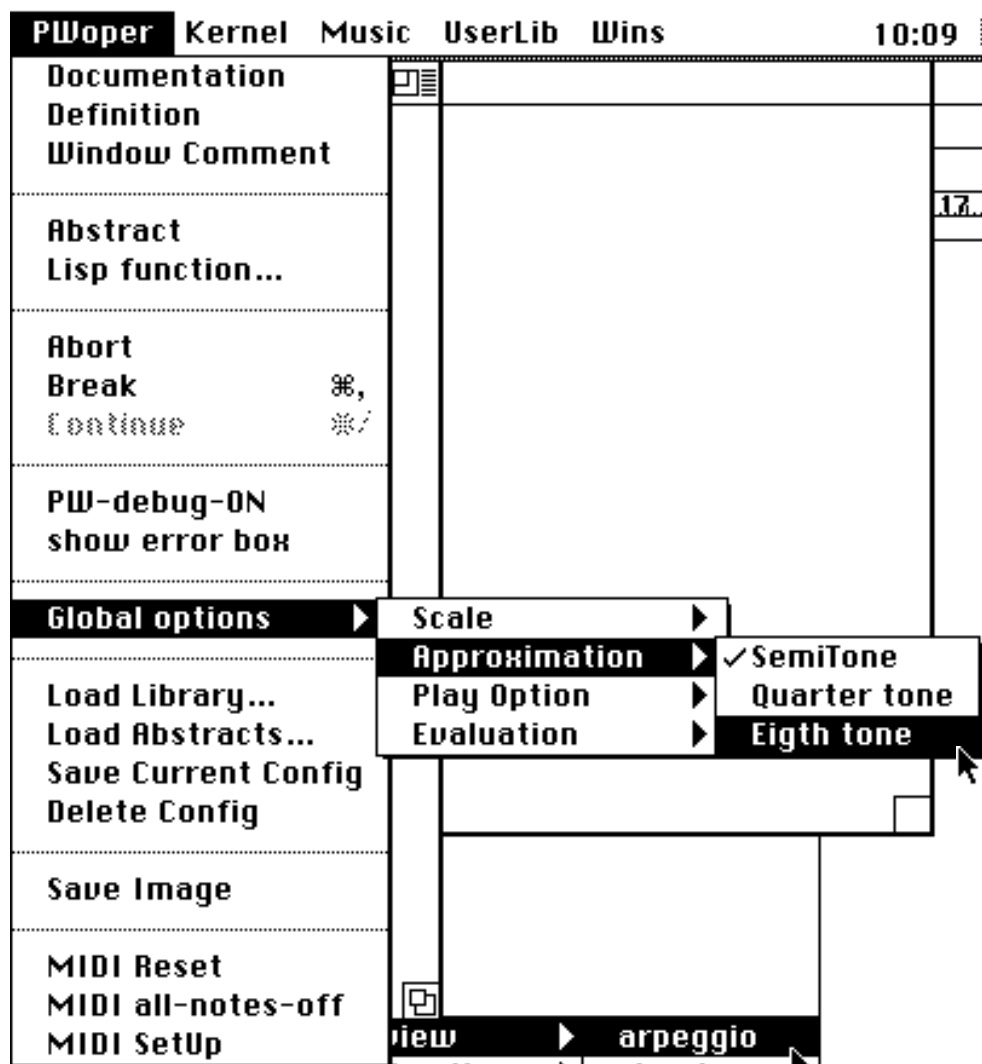 PWoper Kernel Music UserLib Wins 10:09
Documentation
Definition
Window Comment
Abstract
Lisp function...
Abort
Break ⌘,
Continue ⌘/
PW-debug-ON
show error box
Global options
Load Library...
Load Abstracts...
Save Current Config
Delete Config
Save Image
MIDI Reset
MIDI all-notes-off
MIDI SetUp
Scale
Approximation
Play Option
Evaluation
✓SemiTone
Quarter tone
Eigth tone
view
arpeggio